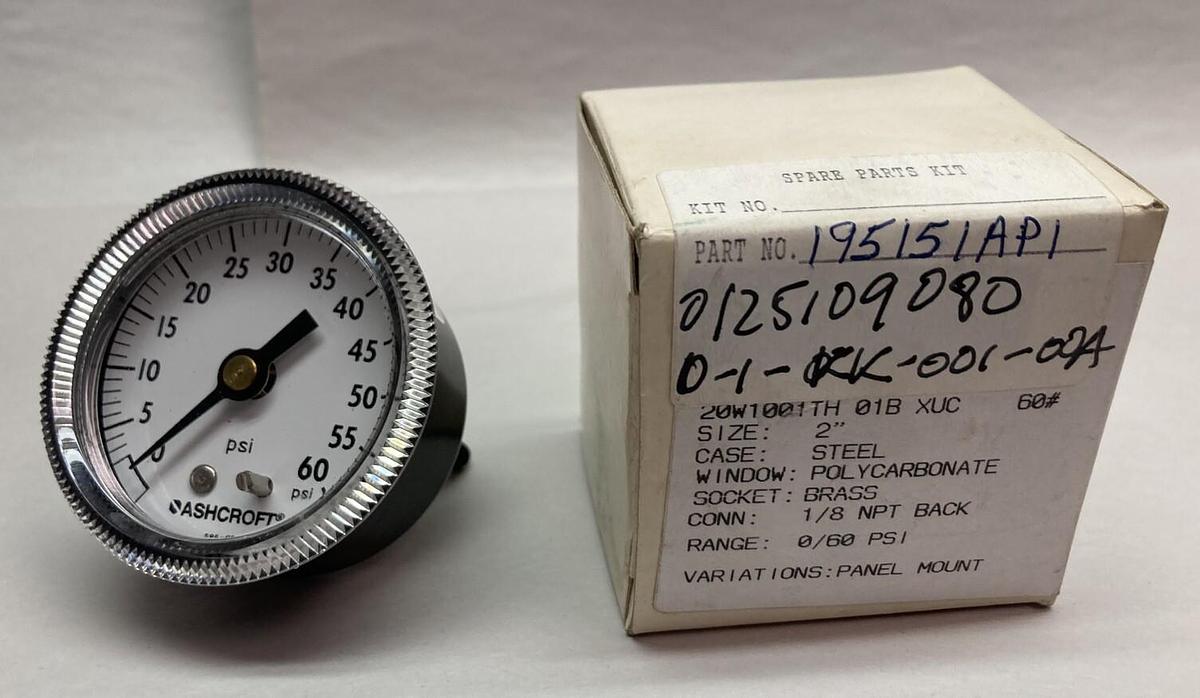 25 30
20 35
15 40
10 45
5 50
0 55
psi 60
psi
ASHCROFT®
SPARE PARTS KIT
KIT NO.
PART NO. 195151AP1
0125109080
0-1-KK-001-00A
20W1001TH 01B XUC 60#
SIZE: 2"
CASE: STEEL
WINDOW: POLYCARBONATE
SOCKET: BRASS
CONN: 1/8 NPT BACK
RANGE: 0/60 PSI
VARIATIONS: PANEL MOUNT